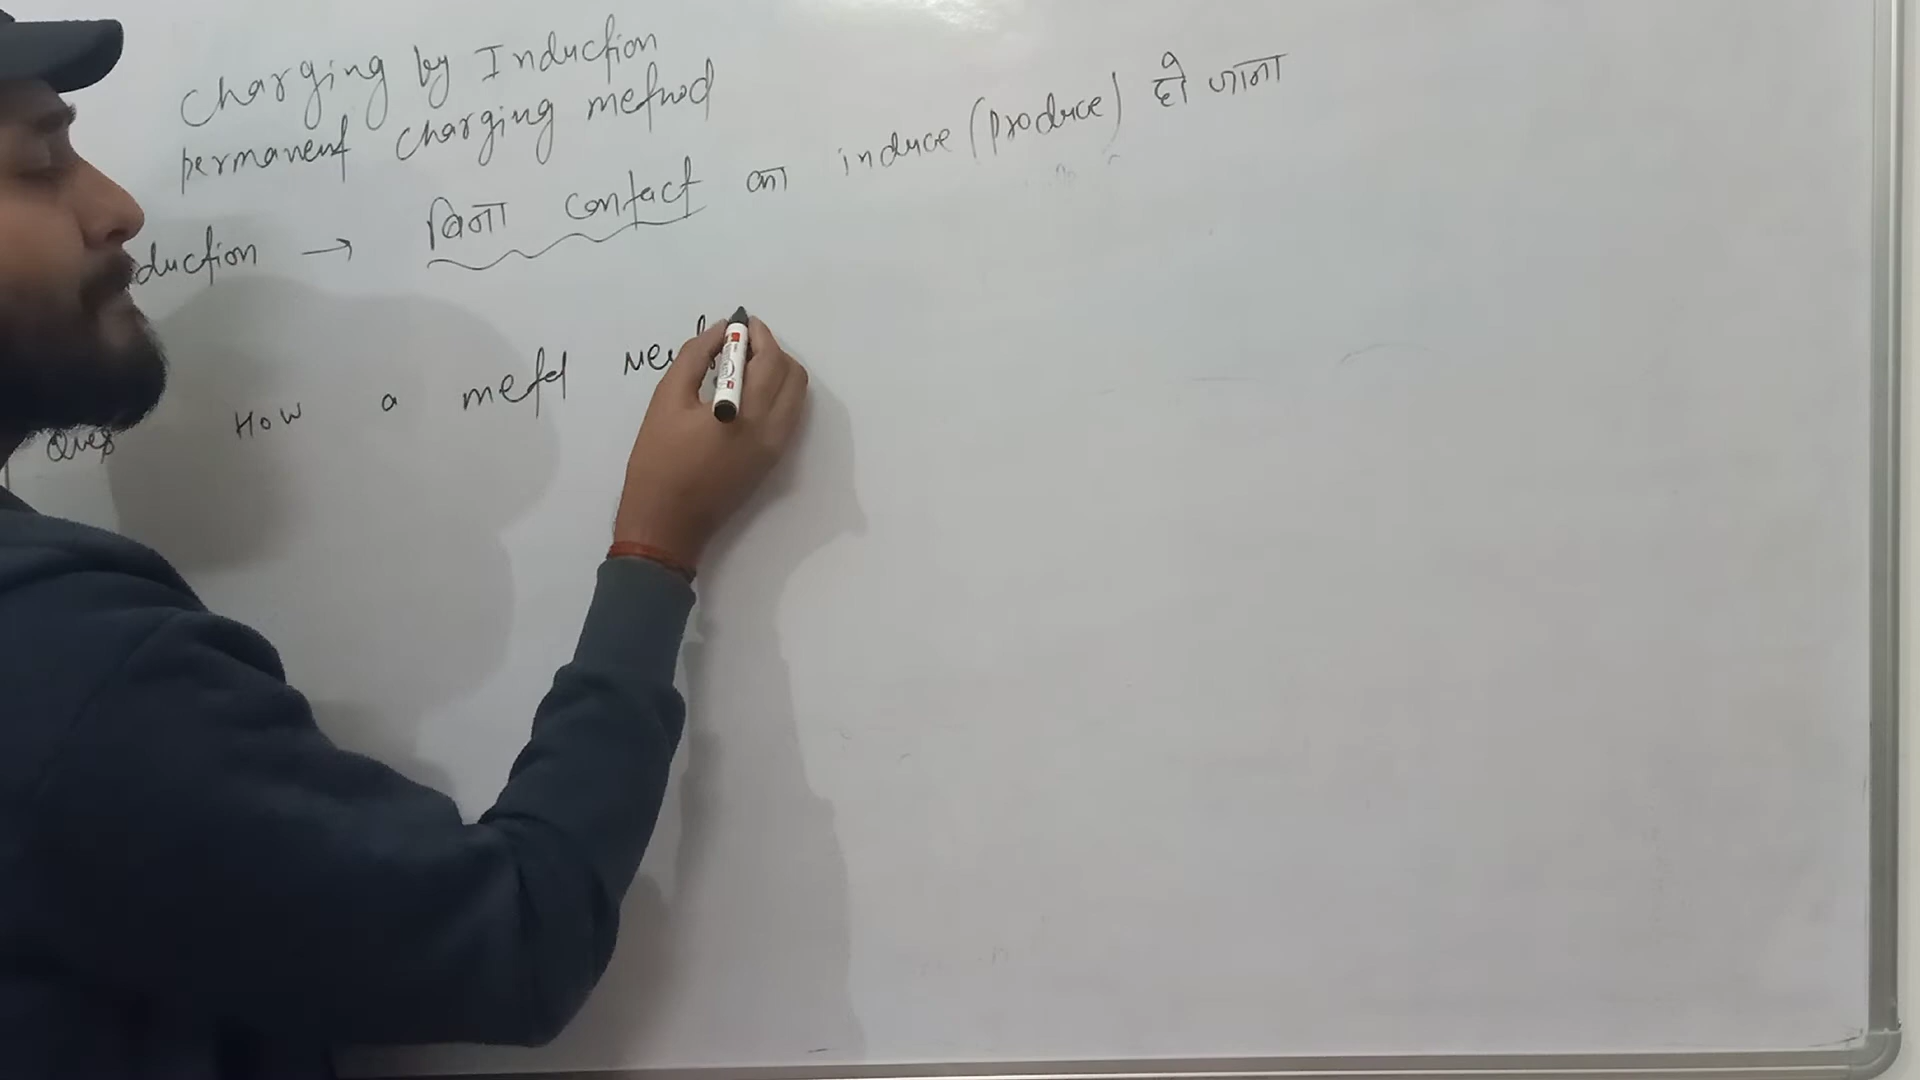 Charging by Induction
permanent charging method
duction → बिना contact का induce (produce) हो जाना
Ques How a metal